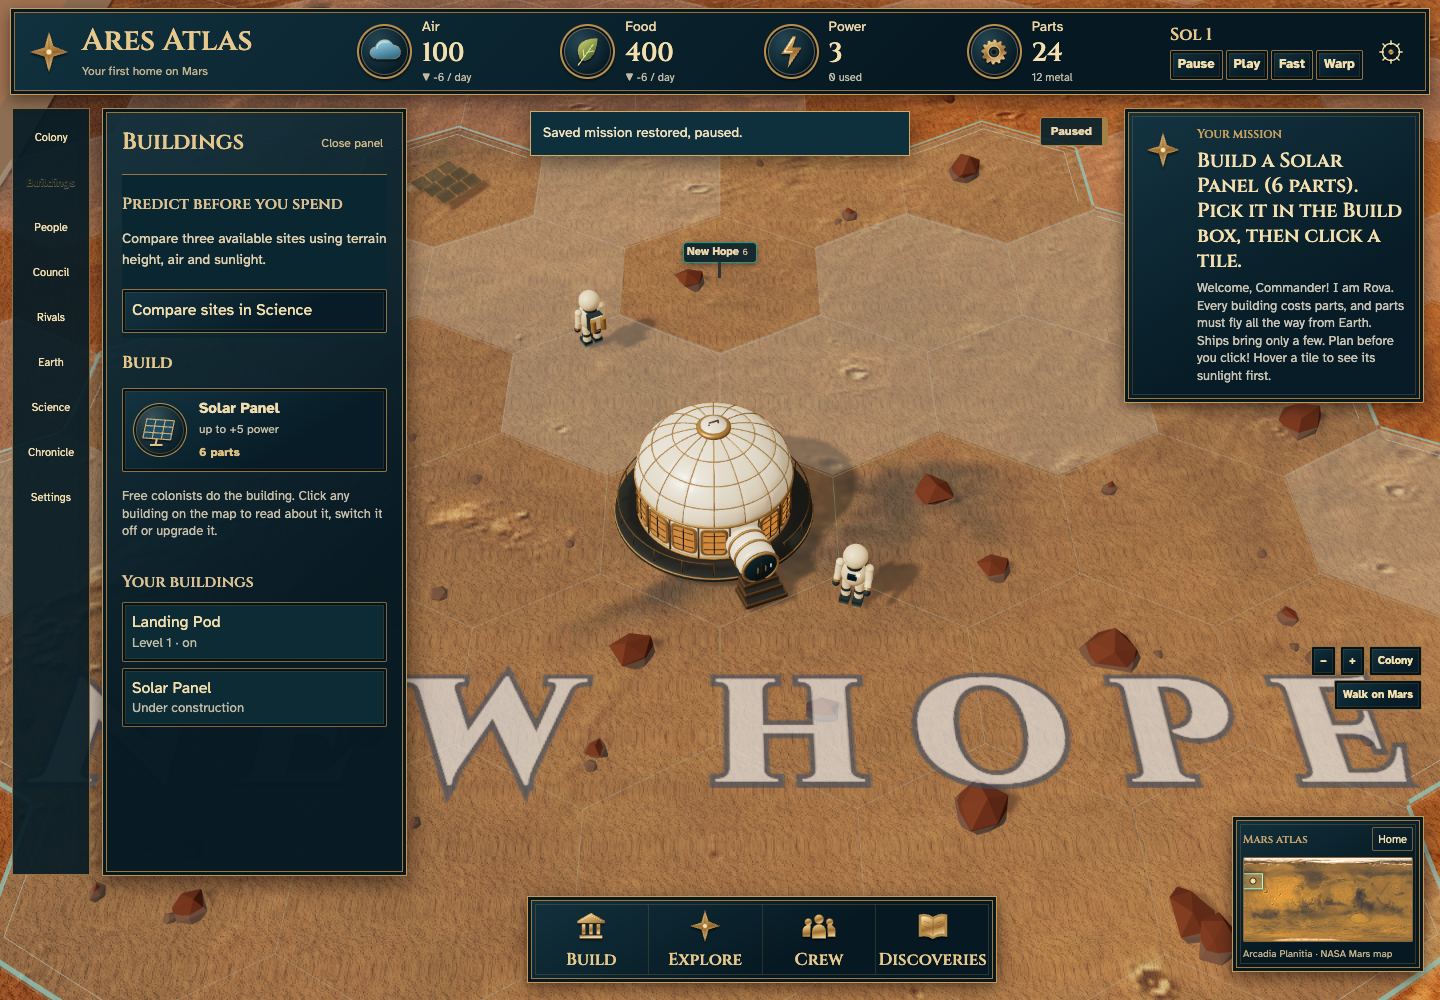 Ares Atlas
Your first home on Mars
Air
100
▼ -6 / day
Food
400
▼ -6 / day
Power
3
0 used
Parts
24
12 metal
Sol 1
Pause Play Fast Warp
Colony
Buildings
People
Council
Rivals
Earth
Science
Chronicle
Settings
Buildings
Close panel
Predict before you spend
Compare three available sites using terrain
height, air and sunlight.
Compare sites in Science
Build
Solar Panel
up to +5 power
6 parts
Free colonists do the building. Click any
building on the map to read about it, switch it
off or upgrade it.
Your buildings
Landing Pod
Level 1 · on
Solar Panel
Under construction
Saved mission restored, paused.
Paused
New Hope 6
Your mission
Build a Solar
Panel (6 parts).
Pick it in the Build
box, then click a
tile.
Welcome, Commander! I am Rova.
Every building costs parts, and parts
must fly all the way from Earth.
Ships bring only a few. Plan before
you click! Hover a tile to see its
sunlight first.
− + Colony
Walk on Mars
NEW HOPE
Mars atlas
Home
Arcadia Planitia · NASA Mars map
Build
Explore
Crew
Discoveries